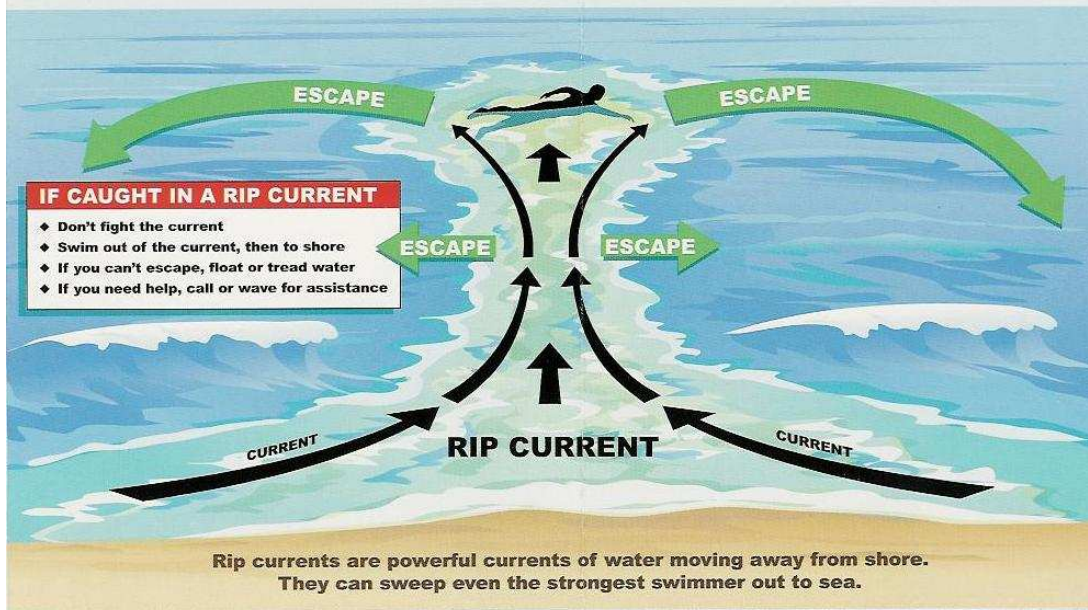 ESCAPE
ESCAPE
IF CAUGHT IN A RIP CURRENT
◆ Don't fight the current
◆ Swim out of the current, then to shore
◆ If you can't escape, float or tread water
◆ If you need help, call or wave for assistance
ESCAPE
ESCAPE
CURRENT
RIP CURRENT
CURRENT
Rip currents are powerful currents of water moving away from shore.
They can sweep even the strongest swimmer out to sea.